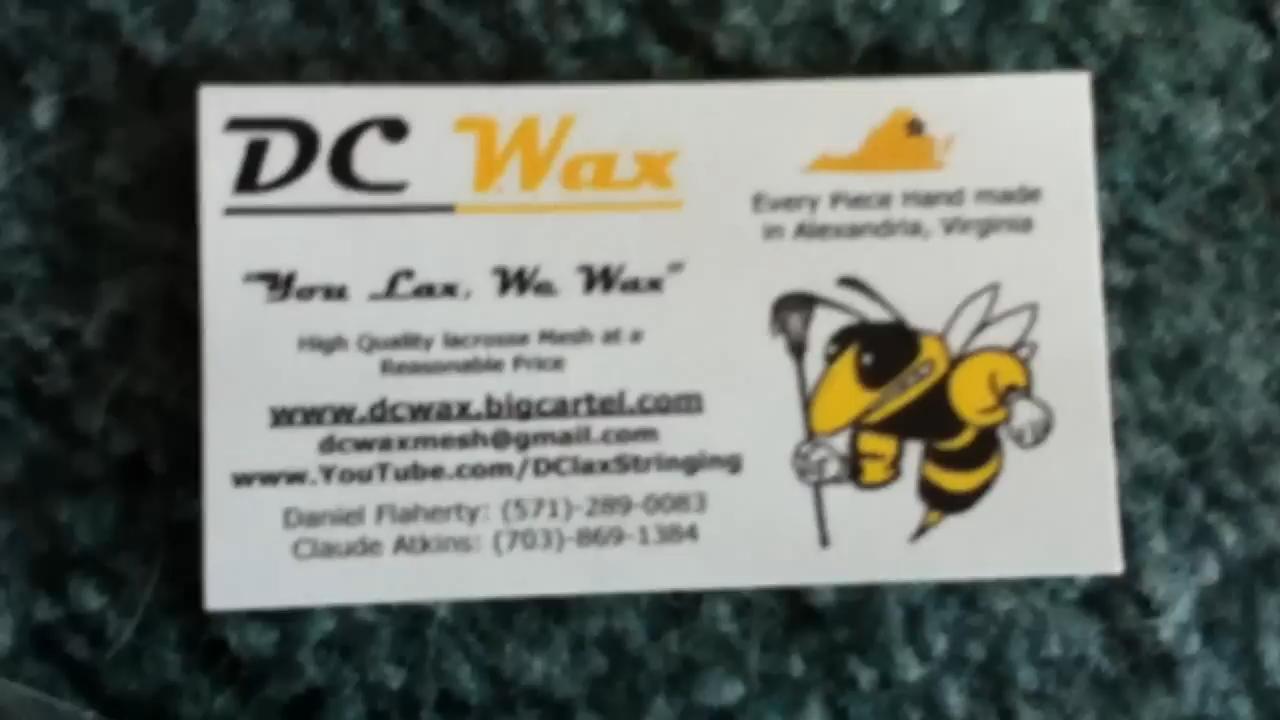 DC Wax
Every Piece Hand made
in Alexandria, Virginia
"You Lax, We Wax"
High Quality lacrosse Mesh at a
Reasonable Price
www.dcwax.bigcartel.com
dcwaxmesh@gmail.com
www.YouTube.com/DClaxStringing
Daniel Flaherty: (571)-289-0083
Claude Atkins: (703)-869-1384